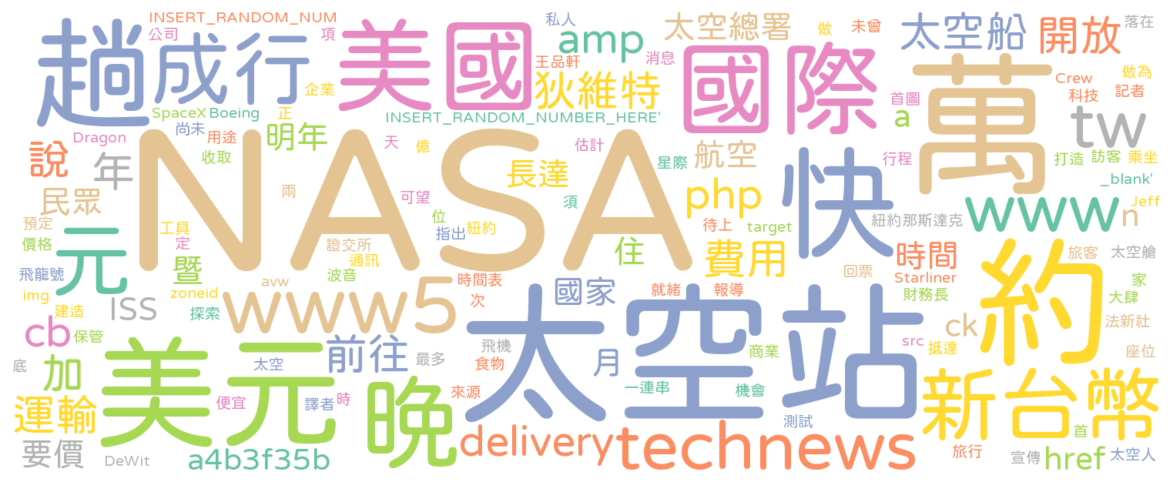 INSERT_RANDOM_NUM
私人
太空總署
做
未曾
太空船
開放
落在
公司
項
amp
王品軒
消息
趙成行
美國
國際
萬
企業
狄維特
Crew
做為
科技
記者
SpaceX
Boeing
正
INSERT_RANDOM_NUMBER_HERE'
首圖
a
tw
尚未
用途
明年
Dragon
天
億
估計
說
年
收取
NASA
長達
星際
航空
快
行程
打造
訪客
乘坐
_blank'
民眾
兩
可望
須
php
www
n
Jeff
預定
工具
位
紐約
指出
待上
target
紐約那斯達克
價格
定
證交所
住
費用
時間
旅客
太空艙
元
暨
通訊
飛龍號
波音
時間表
國家
回票
Starliner
約
家
img
zoneid
avw
就緒
報導
財務長
大肆
建造
ISS
探索
www5
次
太空站
ck
法新社
cb
保管
美元
前往
飛機
月
商業
src
抵達
座位
底
加
太空
最多
食物
晚
一連串
機會
新台幣
運輸
便宜
譯者
時
來源
測試
首
要價
DeWit
a4b3f35b
delivery
technews
旅行
宣傳
href
太空人